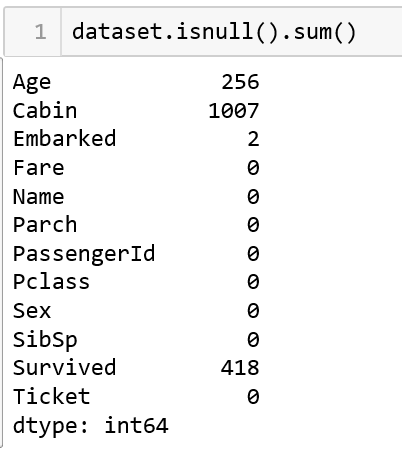 1 dataset.isnull().sum()
Age 256
Cabin 1007
Embarked 2
Fare 0
Name 0
Parch 0
PassengerId 0
Pclass 0
Sex 0
SibSp 0
Survived 418
Ticket 0
dtype: int64